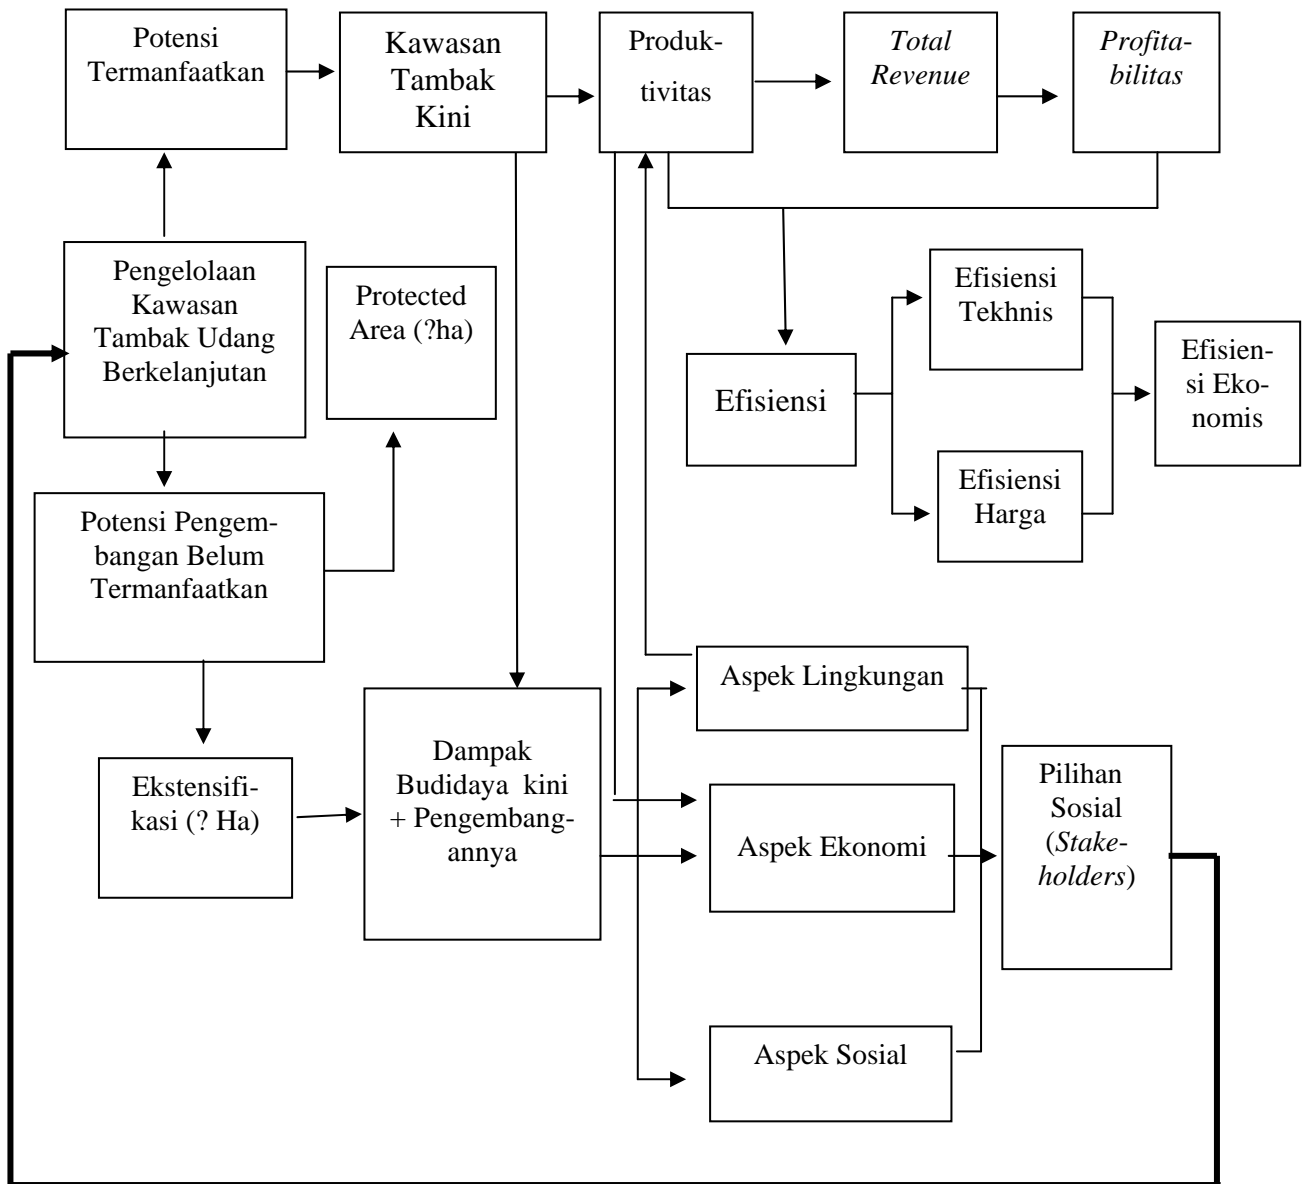 Potensi
Termanfaatkan
Kawasan
Tambak
Kini
Produk-
tivitas
Total
Revenue
Profita-
bilitas
Pengelolaan
Kawasan
Tambak Udang
Berkelanjutan
Protected
Area (?ha)
Efisiensi
Tekhnis
Efisiensi
Efisien-
si Eko-
nomis
Efisiensi
Harga
Potensi Pengem-
bangan Belum
Termanfaatkan
Aspek Lingkungan
Ekstensifi-
kasi (? Ha)
Dampak
Budidaya kini
+ Pengembang-
annya
Aspek Ekonomi
Pilihan
Sosial
(Stake-
holders)
Aspek Sosial